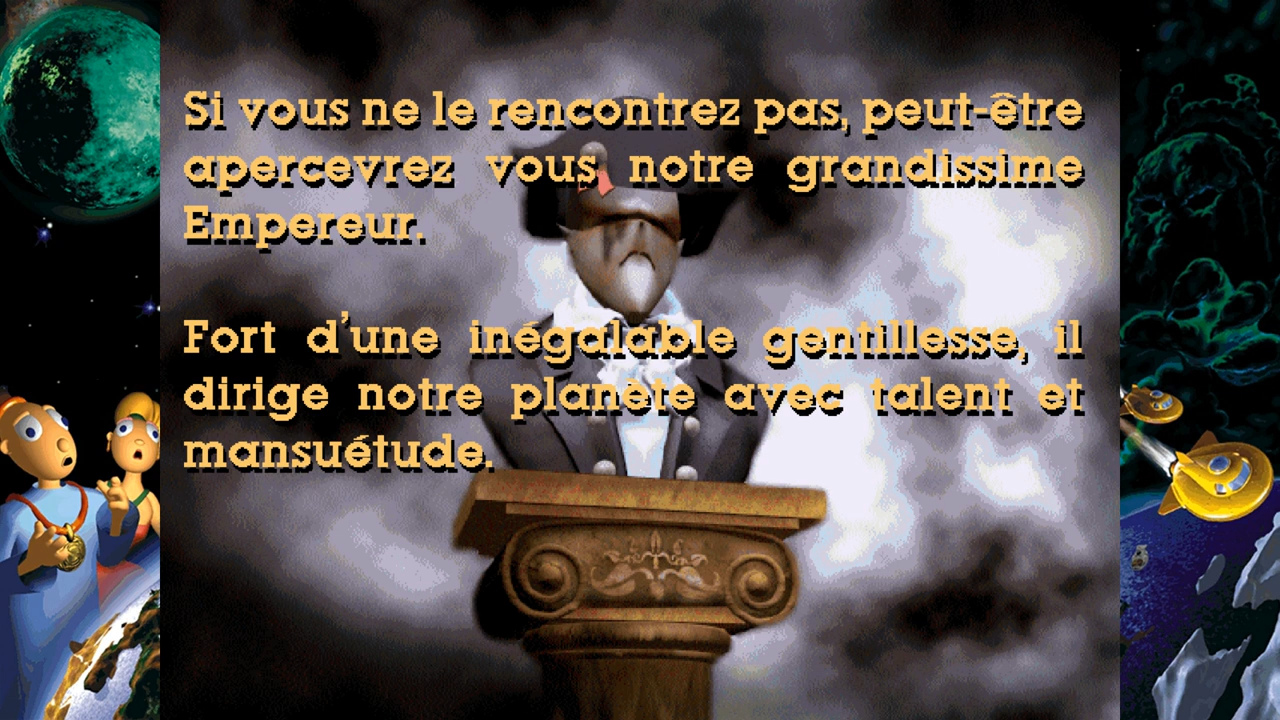 Si vous ne le rencontrez pas, peut-être
apercevrez vous notre grandissime
Empereur.
Fort d'une inégalable gentillesse, il
dirige notre planète avec talent et
mansuétude.